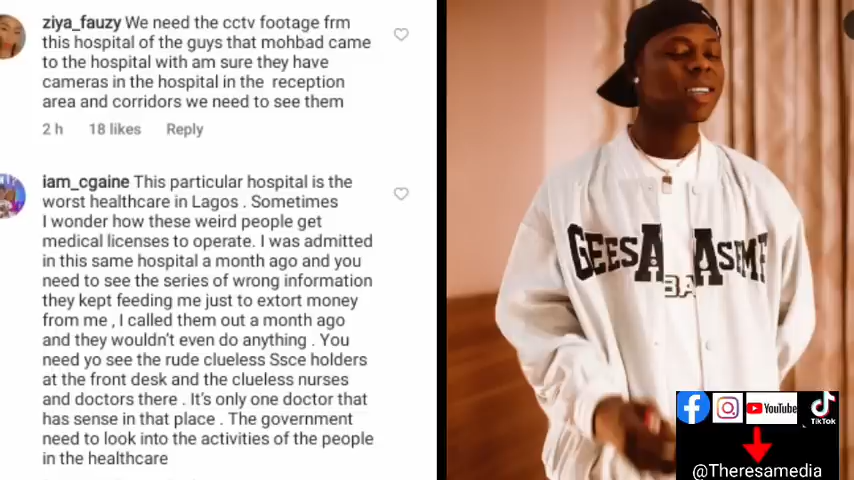 ziya_fauzy We need the cctv footage frm
this hospital of the guys that mohbad came
to the hospital with am sure they have
cameras in the hospital in the reception
area and corridors we need to see them
2 h 18 likes Reply
iam_cgaine This particular hospital is the
worst healthcare in Lagos . Sometimes
I wonder how these weird people get
medical licenses to operate. I was admitted
in this same hospital a month ago and you
need to see the series of wrong information
they kept feeding me just to extort money
from me , I called them out a month ago
and they wouldn't even do anything . You
need yo see the rude clueless Ssce holders
at the front desk and the clueless nurses
and doctors there . It's only one doctor that
has sense in that place . The government
need to look into the activities of the people
in the healthcare
YouTube
TikTok
@Theresamedia